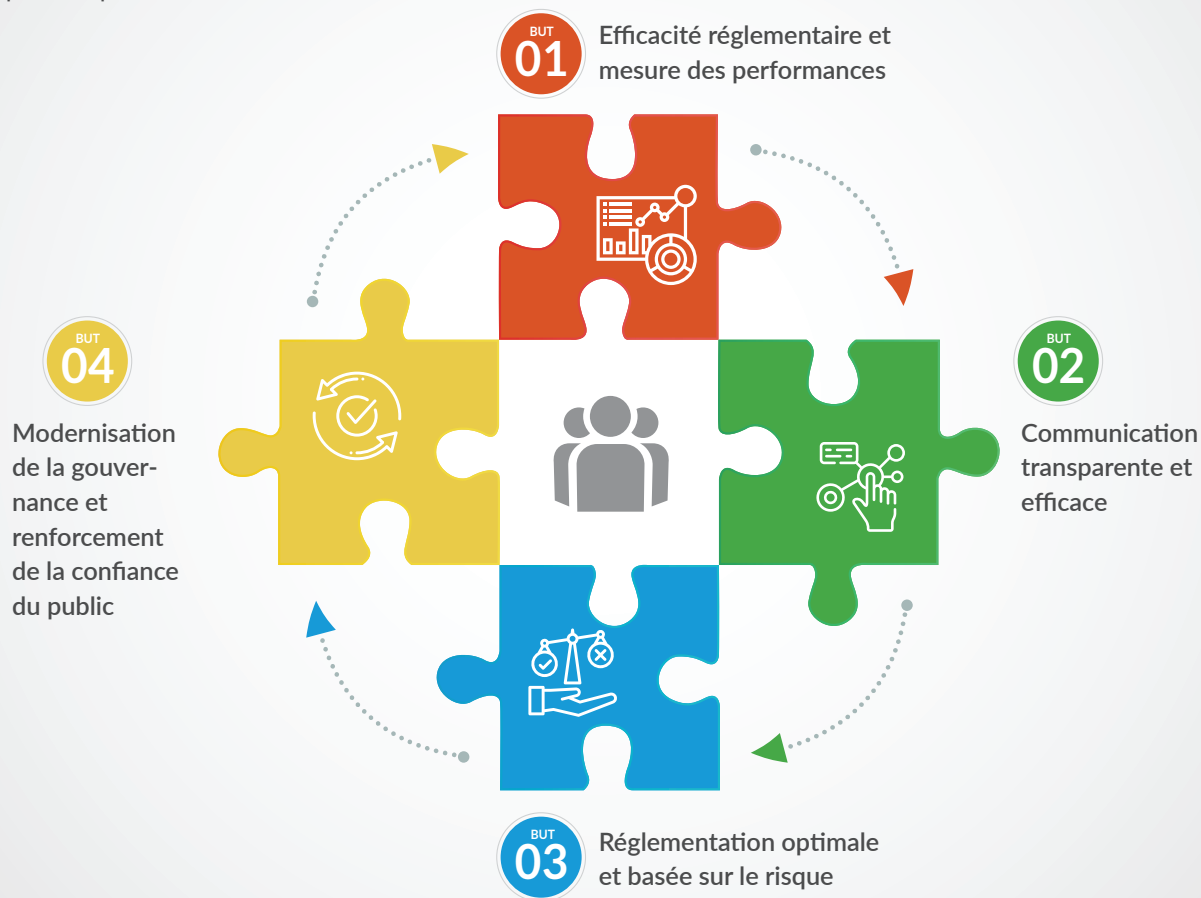 BUT
01
Efficacité réglementaire et
mesure des performances
BUT
02
Communication
transparente et
efficace
BUT
03
Réglementation optimale
et basée sur le risque
BUT
04
Modernisation
de la gouver-
nance et
renforcement
de la confiance
du public